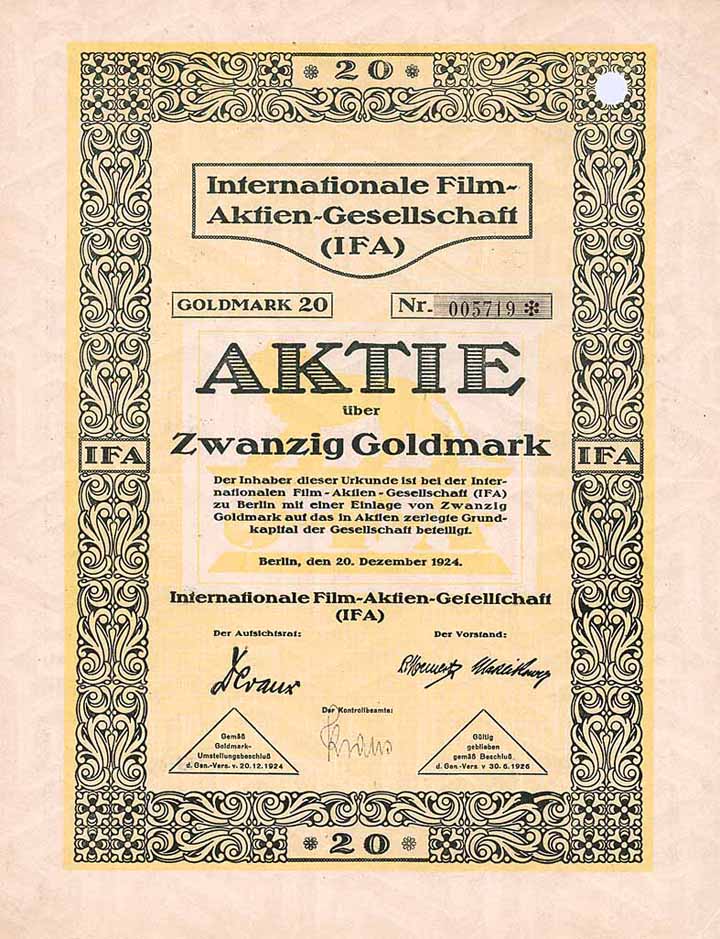 20
Internationale Film-
Aktien-Gesellschaft
(IFA)
GOLDMARK 20
Nr. 005719 *
AKTIE
über
Zwanzig Goldmark
IFA
IFA
Der Inhaber dieser Urkunde ist bei der Inter-
nationalen Film-Aktien-Gesellschaft (IFA)
zu Berlin mit einer Einlage von Zwanzig
Goldmark auf das in Aktien zerlegte Grund-
kapital der Gesellschaft beteiligt.
Berlin, den 20. Dezember 1924.
Internationale Film-Aktien-Geſellſchaft
(IFA)
Der Aufsichtsrat:
Der Vorstand:
Der Kontrollbeamte:
Gemäß
Goldmark-
Umstellungsbeschluß
d. Gen.-Vers. v. 20.12.1924
Gültig
geblieben
gemäß Beschluß
d. Gen.-Vers v 30.6.1926
20